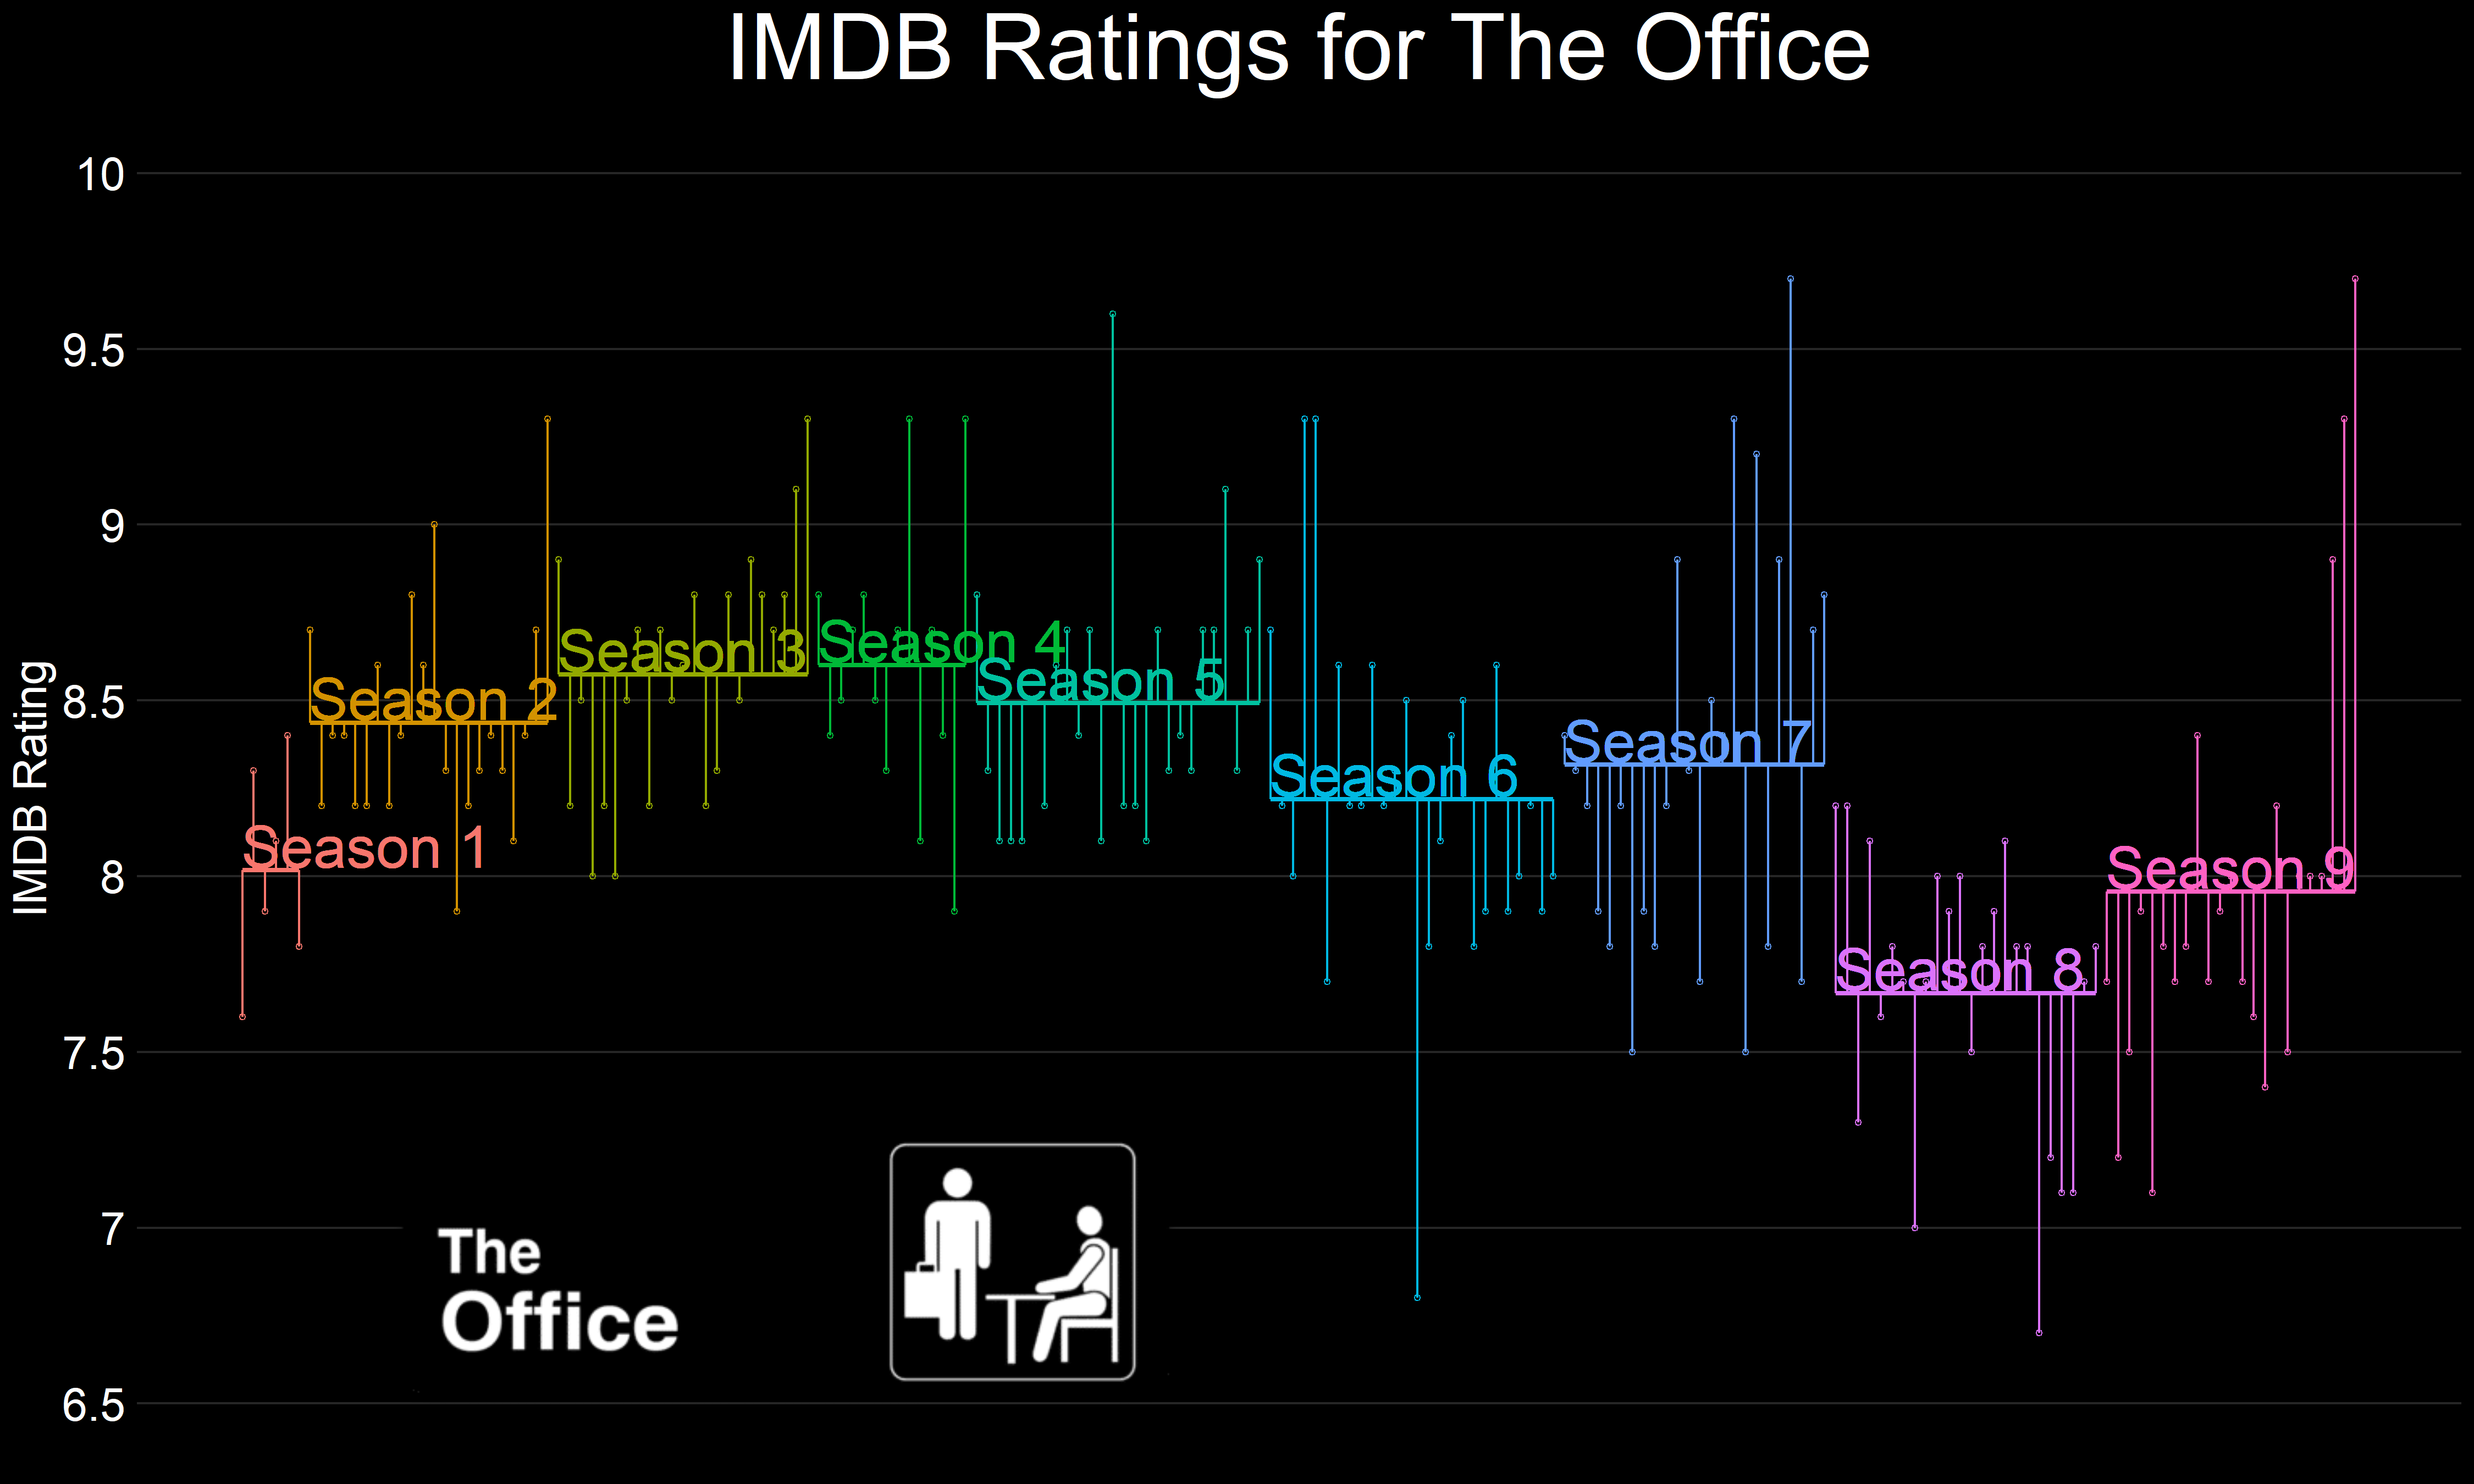 IMDB Ratings for The Office
10
9.5
9
8.5
8
7.5
7
6.5
IMDB Rating
Season 1
Season 2
Season 3
Season 4
Season 5
Season 6
Season 7
Season 8
Season 9
The
Office